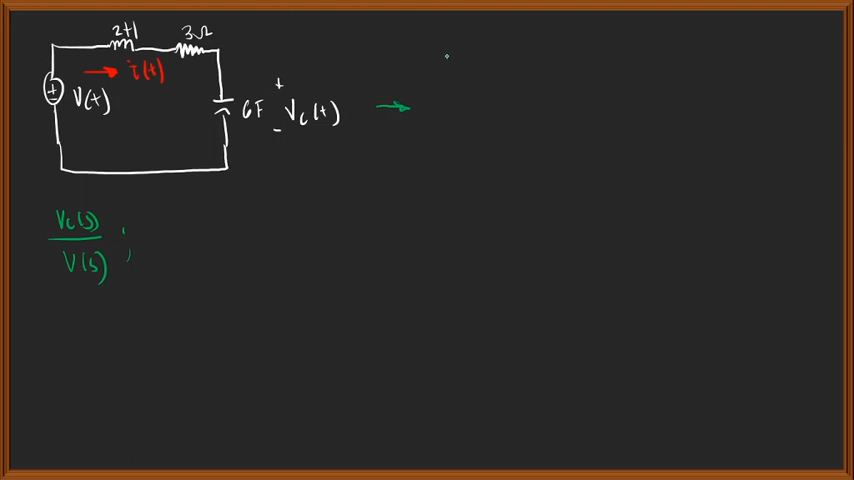 2H 3Ω
i(t)
V(t)
+
6F Vc(t)
-
Vc(s)
V(s) ;